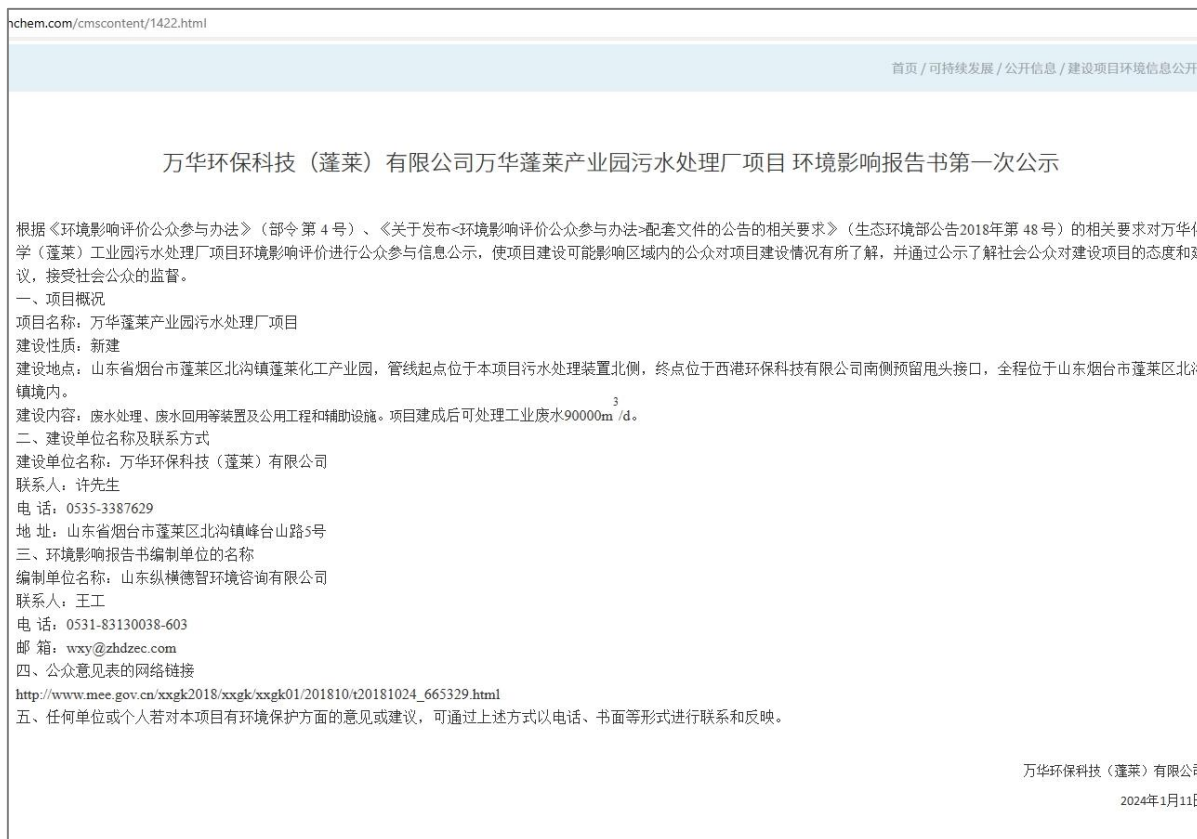 nchem.com/cmscontent/1422.html
首页 / 可持续发展 / 公开信息 / 建设项目环境信息公开
万华环保科技（蓬莱）有限公司万华蓬莱产业园污水处理厂项目 环境影响报告书第一次公示
根据《环境影响评价公众参与办法》（部令 第 4 号）、《关于发布<环境影响评价公众参与办法>配套文件的公告的相关要求》（生态环境部公告2018年第 48 号）的相关要求对万华化
学（蓬莱）工业园污水处理厂项目环境影响评价进行公众参与信息公示，使项目建设可能影响区域内的公众对项目建设情况有所了解，并通过公示了解社会公众对建设项目的态度和建
议，接受社会公众的监督。
一、项目概况
项目名称：万华蓬莱产业园污水处理厂项目
建设性质：新建
建设地点：山东省烟台市蓬莱区北沟镇蓬莱化工产业园，管线起点位于本项目污水处理装置北侧，终点位于西港环保科技有限公司南侧预留甩头接口，全程位于山东烟台市蓬莱区北沟
镇境内。
建设内容：废水处理、废水回用等装置及公用工程和辅助设施。项目建成后可处理工业废水90000m³/d。
二、建设单位名称及联系方式
建设单位名称：万华环保科技（蓬莱）有限公司
联系人：许先生
电 话：0535-3387629
地 址：山东省烟台市蓬莱区北沟镇峰台山路5号
三、环境影响报告书编制单位的名称
编制单位名称：山东纵横德智环境咨询有限公司
联系人：王工
电 话：0531-83130038-603
邮 箱：wxy@zhdzec.com
四、公众意见表的网络链接
http://www.mee.gov.cn/xxgk2018/xxgk/xxgk01/201810/t20181024_665329.html
五、任何单位或个人若对本项目有环境保护方面的意见或建议，可通过上述方式以电话、书面等形式进行联系和反映。
万华环保科技（蓬莱）有限公司
2024年1月11日